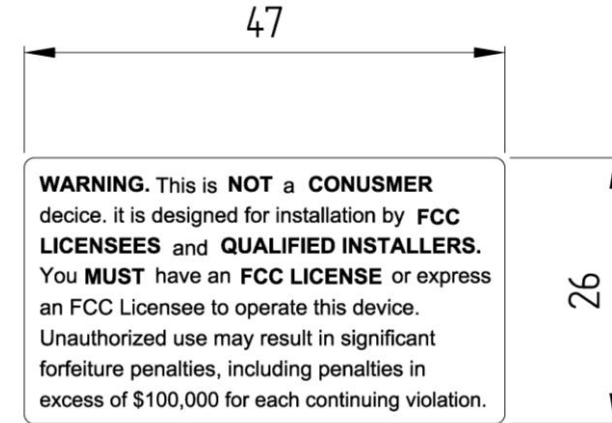 47
WARNING. This is NOT a CONUSMER
decice. it is designed for installation by FCC
LICENSEES and QUALIFIED INSTALLERS.
You MUST have an FCC LICENSE or express
an FCC Licensee to operate this device.
Unauthorized use may result in significant
forfeiture penalties, including penalties in
excess of $100,000 for each continuing violation.
26